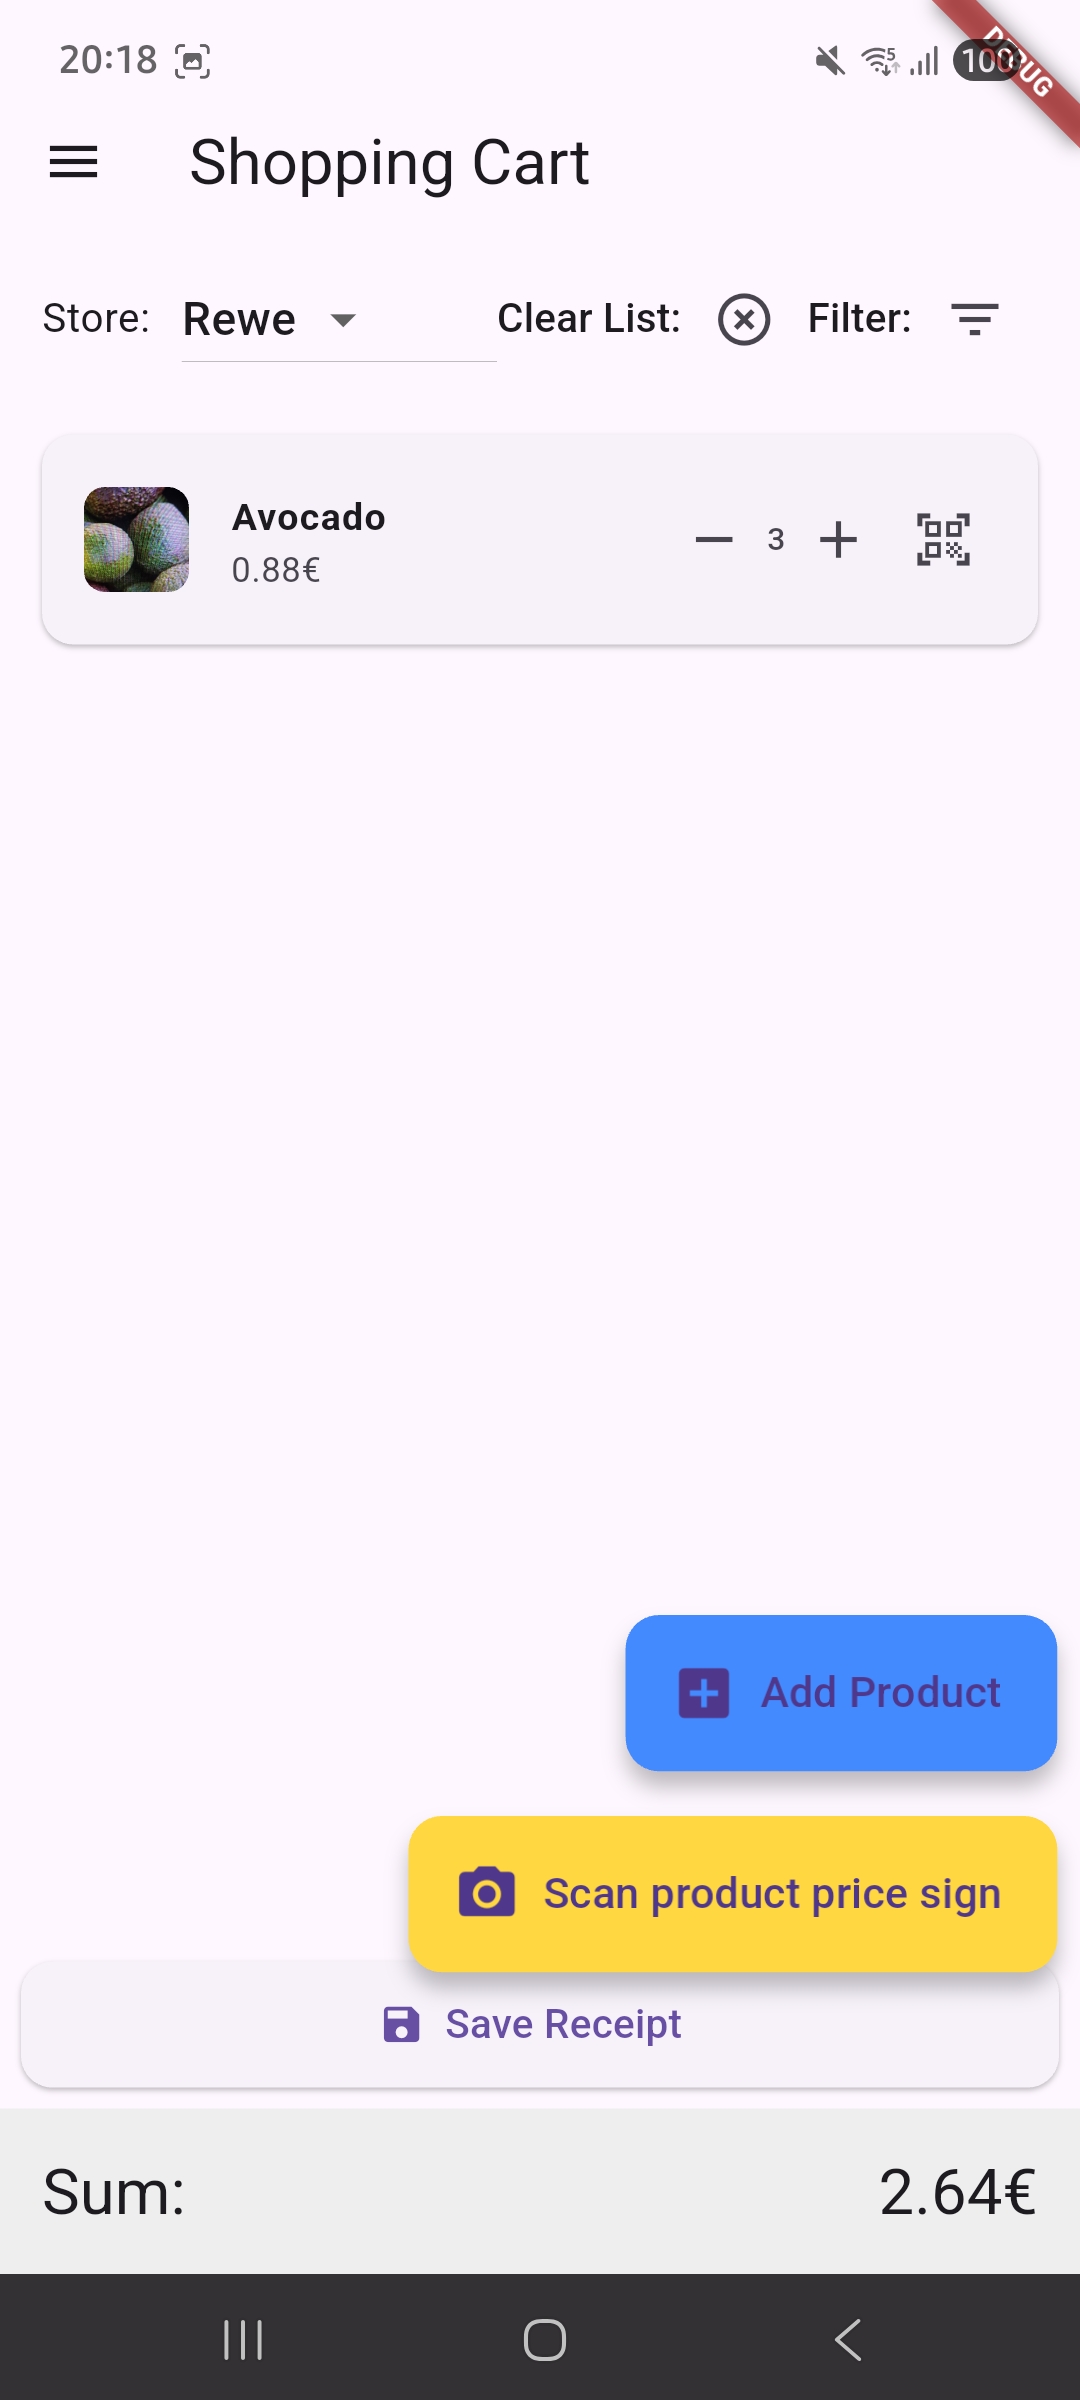 20:18
5
100
DEBUG
Shopping Cart
Store: Rewe Clear List: Filter:
Avocado
0.88€
3
Add Product
Scan product price sign
Save Receipt
Sum: 2.64€